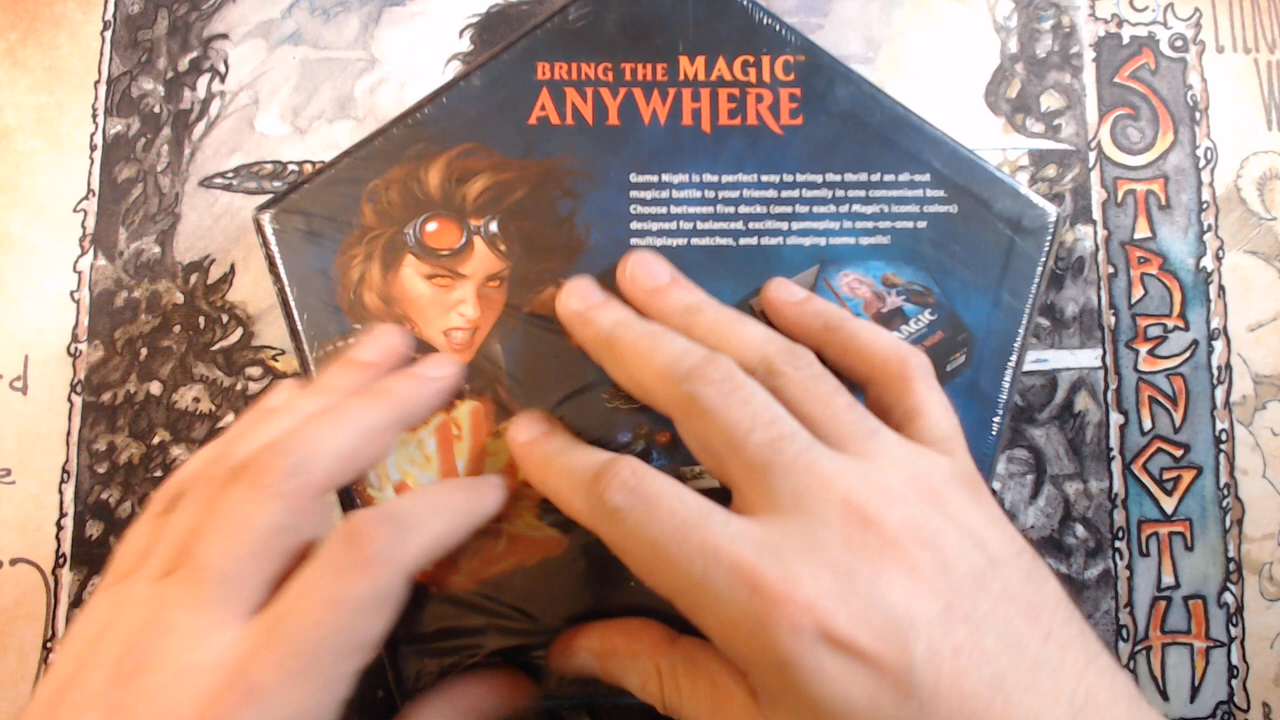 BRING THE MAGIC™
ANYWHERE
Game Night is the perfect way to bring the thrill of an all-out
magical battle to your friends and family in one convenient box.
Choose between five decks (one for each of Magic's iconic colors)
designed for balanced, exciting gameplay in one-on-one or
multiplayer matches, and start slinging some spells!
MAGIC
STRENGTH